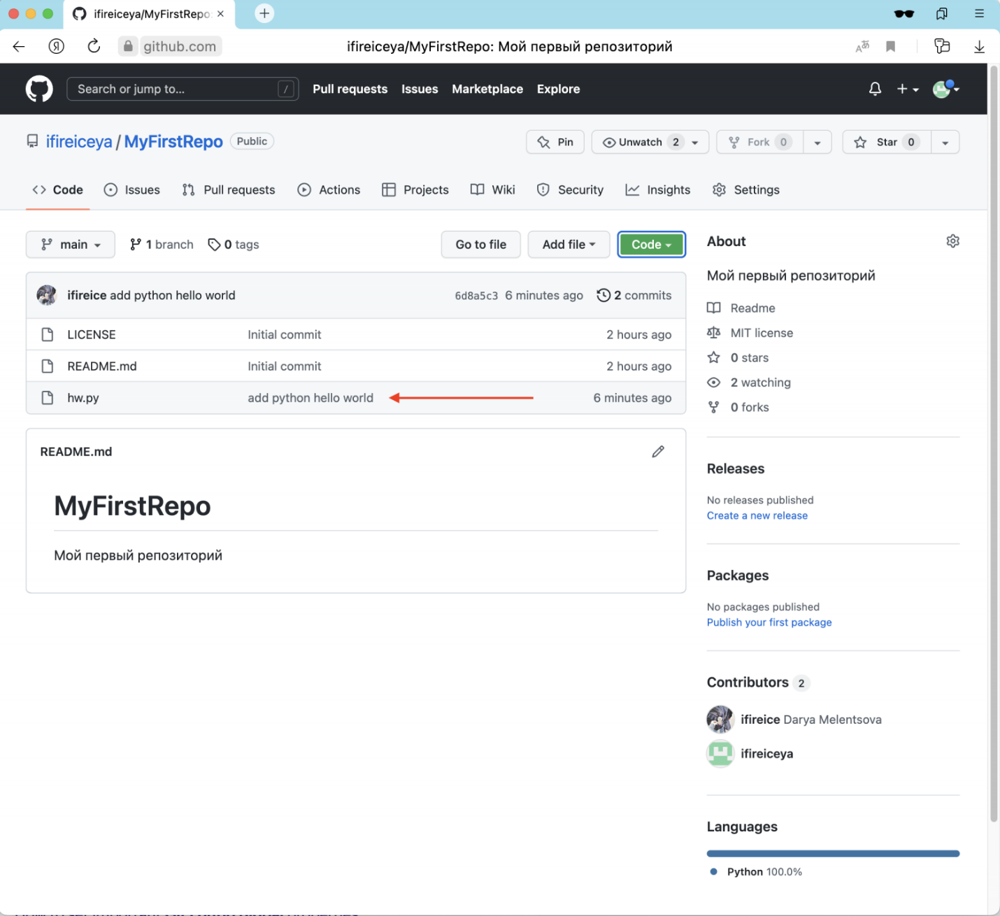 ifireiceya/MyFirstRepo
github.com
ifireiceya/MyFirstRepo: Мой первый репозиторий
Search or jump to... /
Pull requests Issues Marketplace Explore
ifireiceya / MyFirstRepo Public
Pin Unwatch 2 Fork 0 Star 0
Code Issues Pull requests Actions Projects Wiki Security Insights Settings
main 1 branch 0 tags Go to file Add file Code
ifireice add python hello world 6d8a5c3 6 minutes ago 2 commits
LICENSE Initial commit 2 hours ago
README.md Initial commit 2 hours ago
hw.py add python hello world 6 minutes ago
README.md
MyFirstRepo
Мой первый репозиторий
About
Мой первый репозиторий
Readme
MIT license
0 stars
2 watching
0 forks
Releases
No releases published
Create a new release
Packages
No packages published
Publish your first package
Contributors 2
ifireice Darya Melentsova
ifireiceya
Languages
Python 100.0%